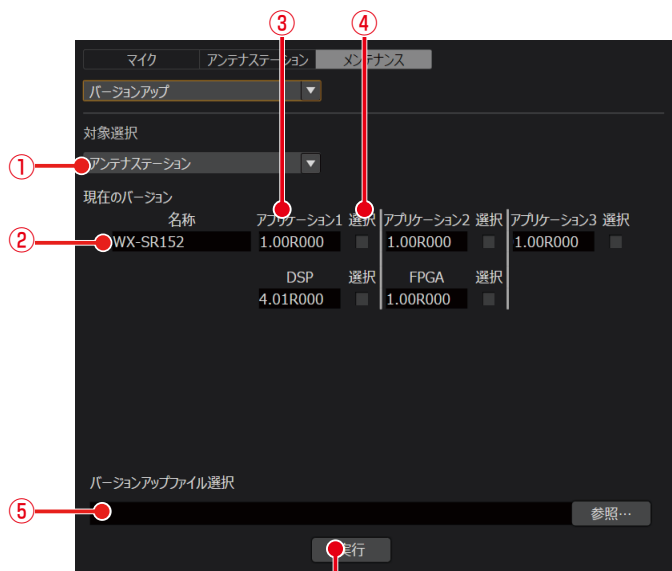 ③ ④
マイク アンテナステーション メンテナンス
バージョンアップ
対象選択
① アンテナステーション
現在のバージョン
名称 アプリケーション1 選択 アプリケーション2 選択 アプリケーション3 選択
② WX-SR152 1.00R000 1.00R000 1.00R000
DSP 選択 FPGA 選択
4.01R000 1.00R000
バージョンアップファイル選択
⑤ 参照…
実行